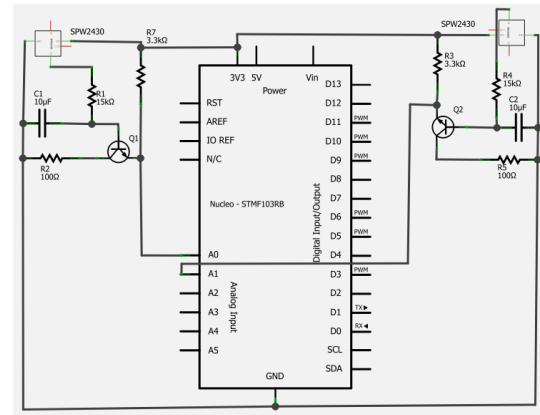 SPW2430
R7
3.3kΩ
C1
10µF
R1
15kΩ
Q1
R2
100Ω
SPW2430
R3
3.3kΩ
R4
15kΩ
Q2
C2
10µF
R5
100Ω
3V3 5V Vin
Power
RST
AREF
IO REF
N/C
Nucleo - STMF103RB
A0
A1
A2
A3
A4
A5
Analog Input
Digital Input/Output
D13
D12
D11 PWM
D10 PWM
D9 PWM
D8
D7
D6 PWM
D5 PWM
D4
D3 PWM
D2
D1 TX▶
D0 RX◀
SCL
SDA
GND